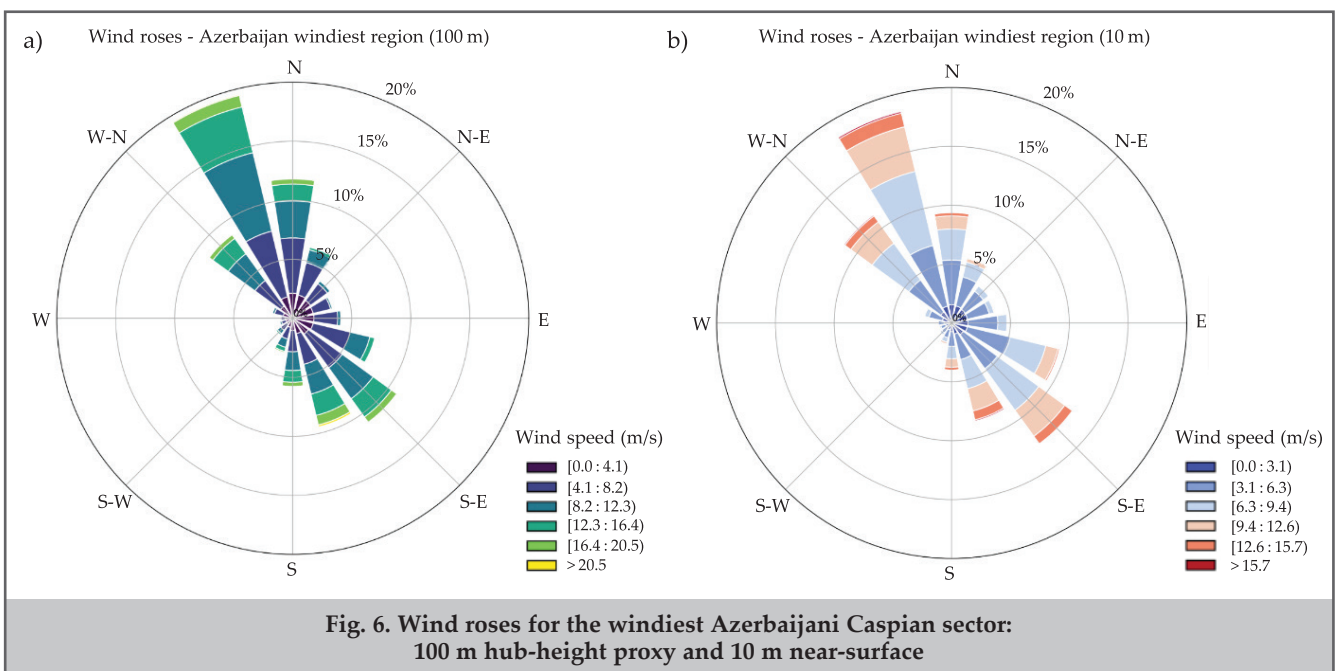 a)
Wind roses - Azerbaijan windiest region (100 m)
N
20%
W-N
N-E
15%
10%
5%
0%
W
E
S-W
S-E
S
Wind speed (m/s)
[0.0 : 4.1)
[4.1 : 8.2)
[8.2 : 12.3)
[12.3 : 16.4)
[16.4 : 20.5)
> 20.5
b)
Wind roses - Azerbaijan windiest region (10 m)
N
20%
W-N
N-E
15%
10%
5%
0%
W
E
S-W
S-E
S
Wind speed (m/s)
[0.0 : 3.1)
[3.1 : 6.3)
[6.3 : 9.4)
[9.4 : 12.6)
[12.6 : 15.7)
> 15.7
Fig. 6. Wind roses for the windiest Azerbaijani Caspian sector:
100 m hub-height proxy and 10 m near-surface